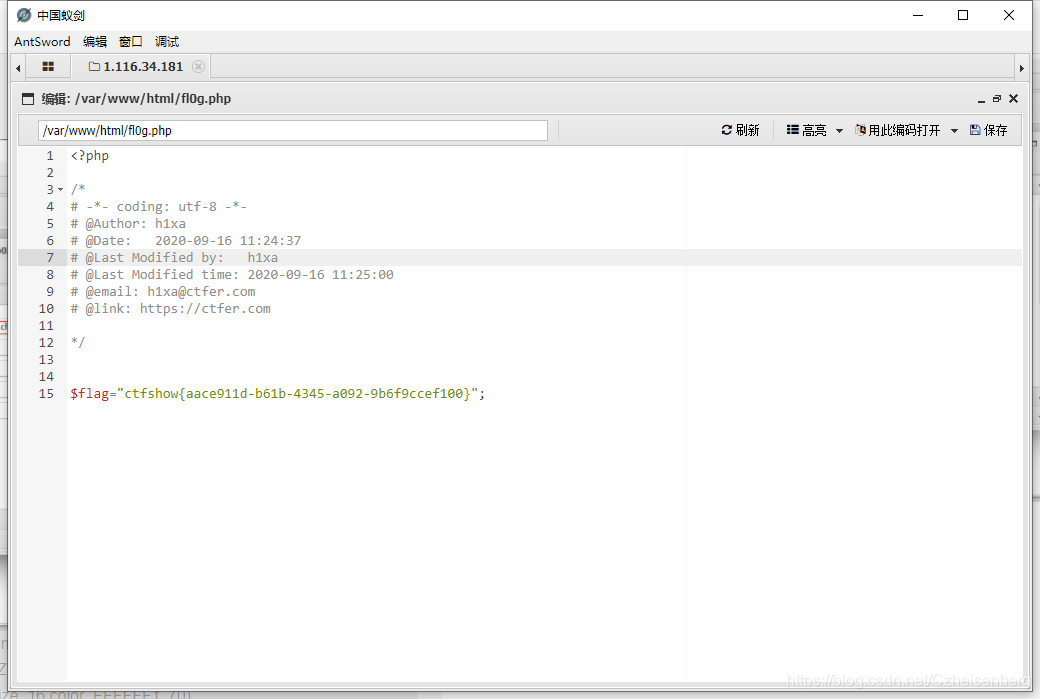 中国蚁剑
AntSword 编辑 窗口 调试
1.116.34.181
编辑: /var/www/html/fl0g.php
/var/www/html/fl0g.php 刷新 高亮 用此编码打开 保存
1 <?php
2
3 /*
4 # -*- coding: utf-8 -*-
5 # @Author: h1xa
6 # @Date:   2020-09-16 11:24:37
7 # @Last Modified by:   h1xa
8 # @Last Modified time: 2020-09-16 11:25:00
9 # @email: h1xa@ctfer.com
10 # @link: https://ctfer.com
11
12 */
13
14
15 $flag="ctfshow{aace911d-b61b-4345-a092-9b6f9ccef100}";
https://blog.csdn.net/Czheisenberg